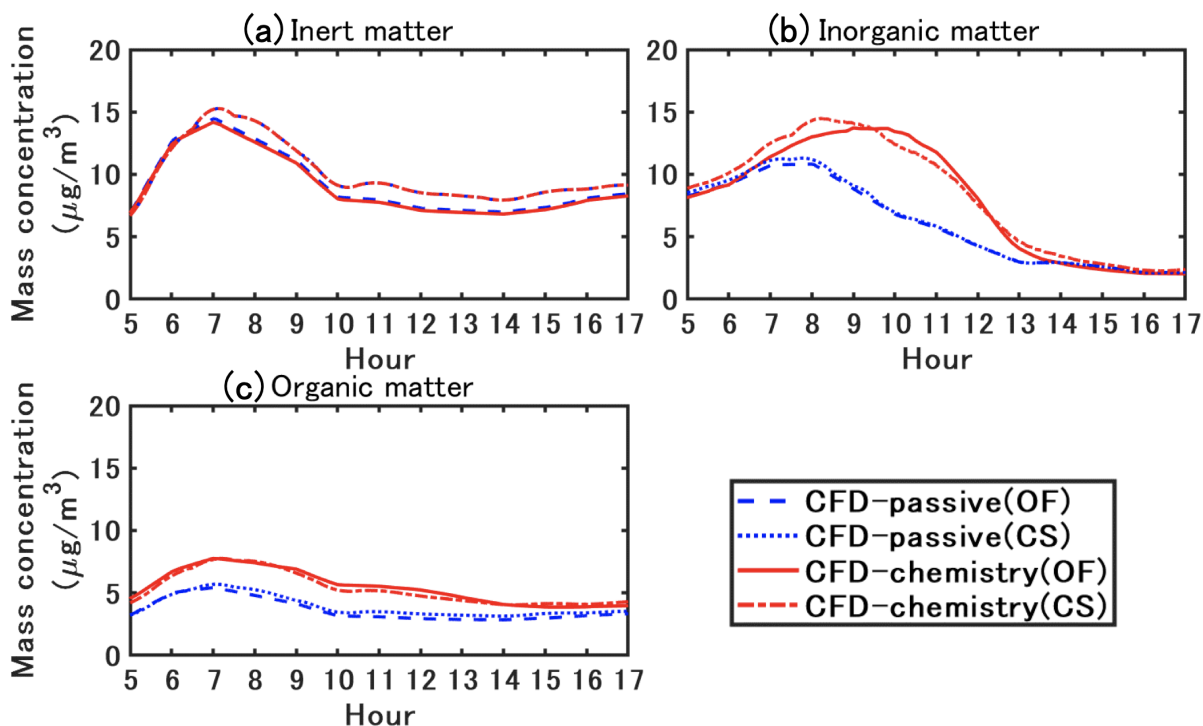 (a) Inert matter
Mass concentration
(μg/m³)
20
15
10
5
0
5 6 7 8 9 10 11 12 13 14 15 16 17
Hour
(b) Inorganic matter
Mass concentration
(μg/m³)
20
15
10
5
0
5 6 7 8 9 10 11 12 13 14 15 16 17
Hour
(c) Organic matter
Mass concentration
(μg/m³)
20
15
10
5
0
5 6 7 8 9 10 11 12 13 14 15 16 17
Hour
CFD-passive(OF)
CFD-passive(CS)
CFD-chemistry(OF)
CFD-chemistry(CS)